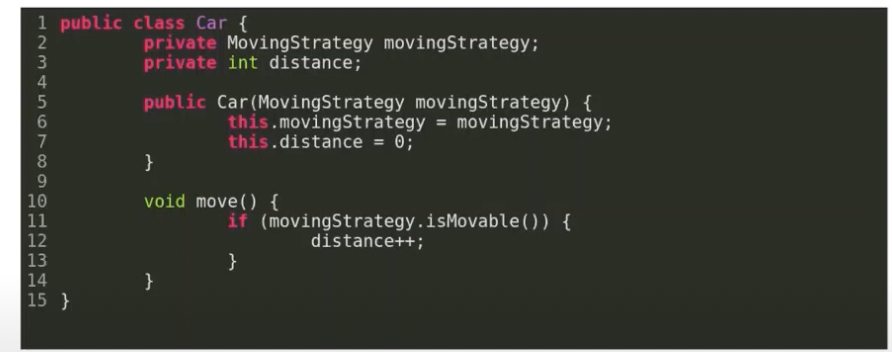 1 public class Car {
2 private MovingStrategy movingStrategy;
3 private int distance;
4
5 public Car(MovingStrategy movingStrategy) {
6 this.movingStrategy = movingStrategy;
7 this.distance = 0;
8 }
9
10 void move() {
11 if (movingStrategy.isMovable()) {
12 distance++;
13 }
14 }
15 }